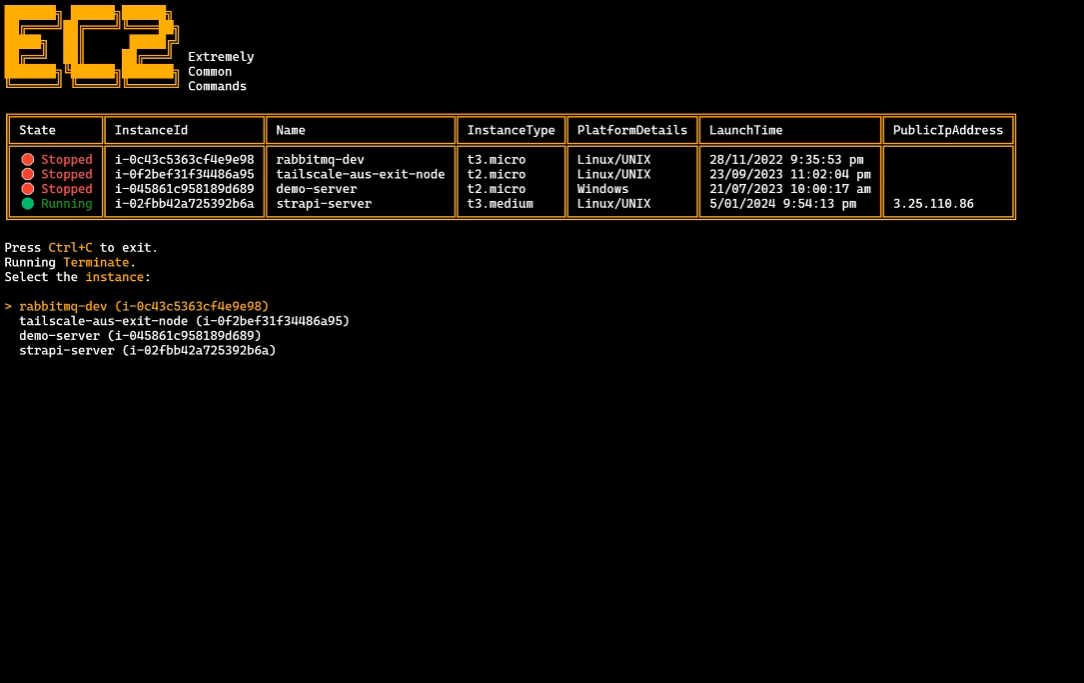 EC2
Extremely
Common
Commands
State InstanceId Name InstanceType PlatformDetails LaunchTime PublicIpAddress
Stopped i-0c43c5363cf4e9e98 rabbitmq-dev t3.micro Linux/UNIX 28/11/2022 9:35:53 pm
Stopped i-0f2bef31f34486a95 tailscale-aus-exit-node t2.micro Linux/UNIX 23/09/2023 11:02:04 pm
Stopped i-045861c958189d689 demo-server t2.micro Windows 21/07/2023 10:00:17 am
Running i-02fbb42a725392b6a strapi-server t3.medium Linux/UNIX 5/01/2024 9:54:13 pm 3.25.110.86
Press Ctrl+C to exit.
Running Terminate.
Select the instance:
> rabbitmq-dev (i-0c43c5363cf4e9e98)
tailscale-aus-exit-node (i-0f2bef31f34486a95)
demo-server (i-045861c958189d689)
strapi-server (i-02fbb42a725392b6a)